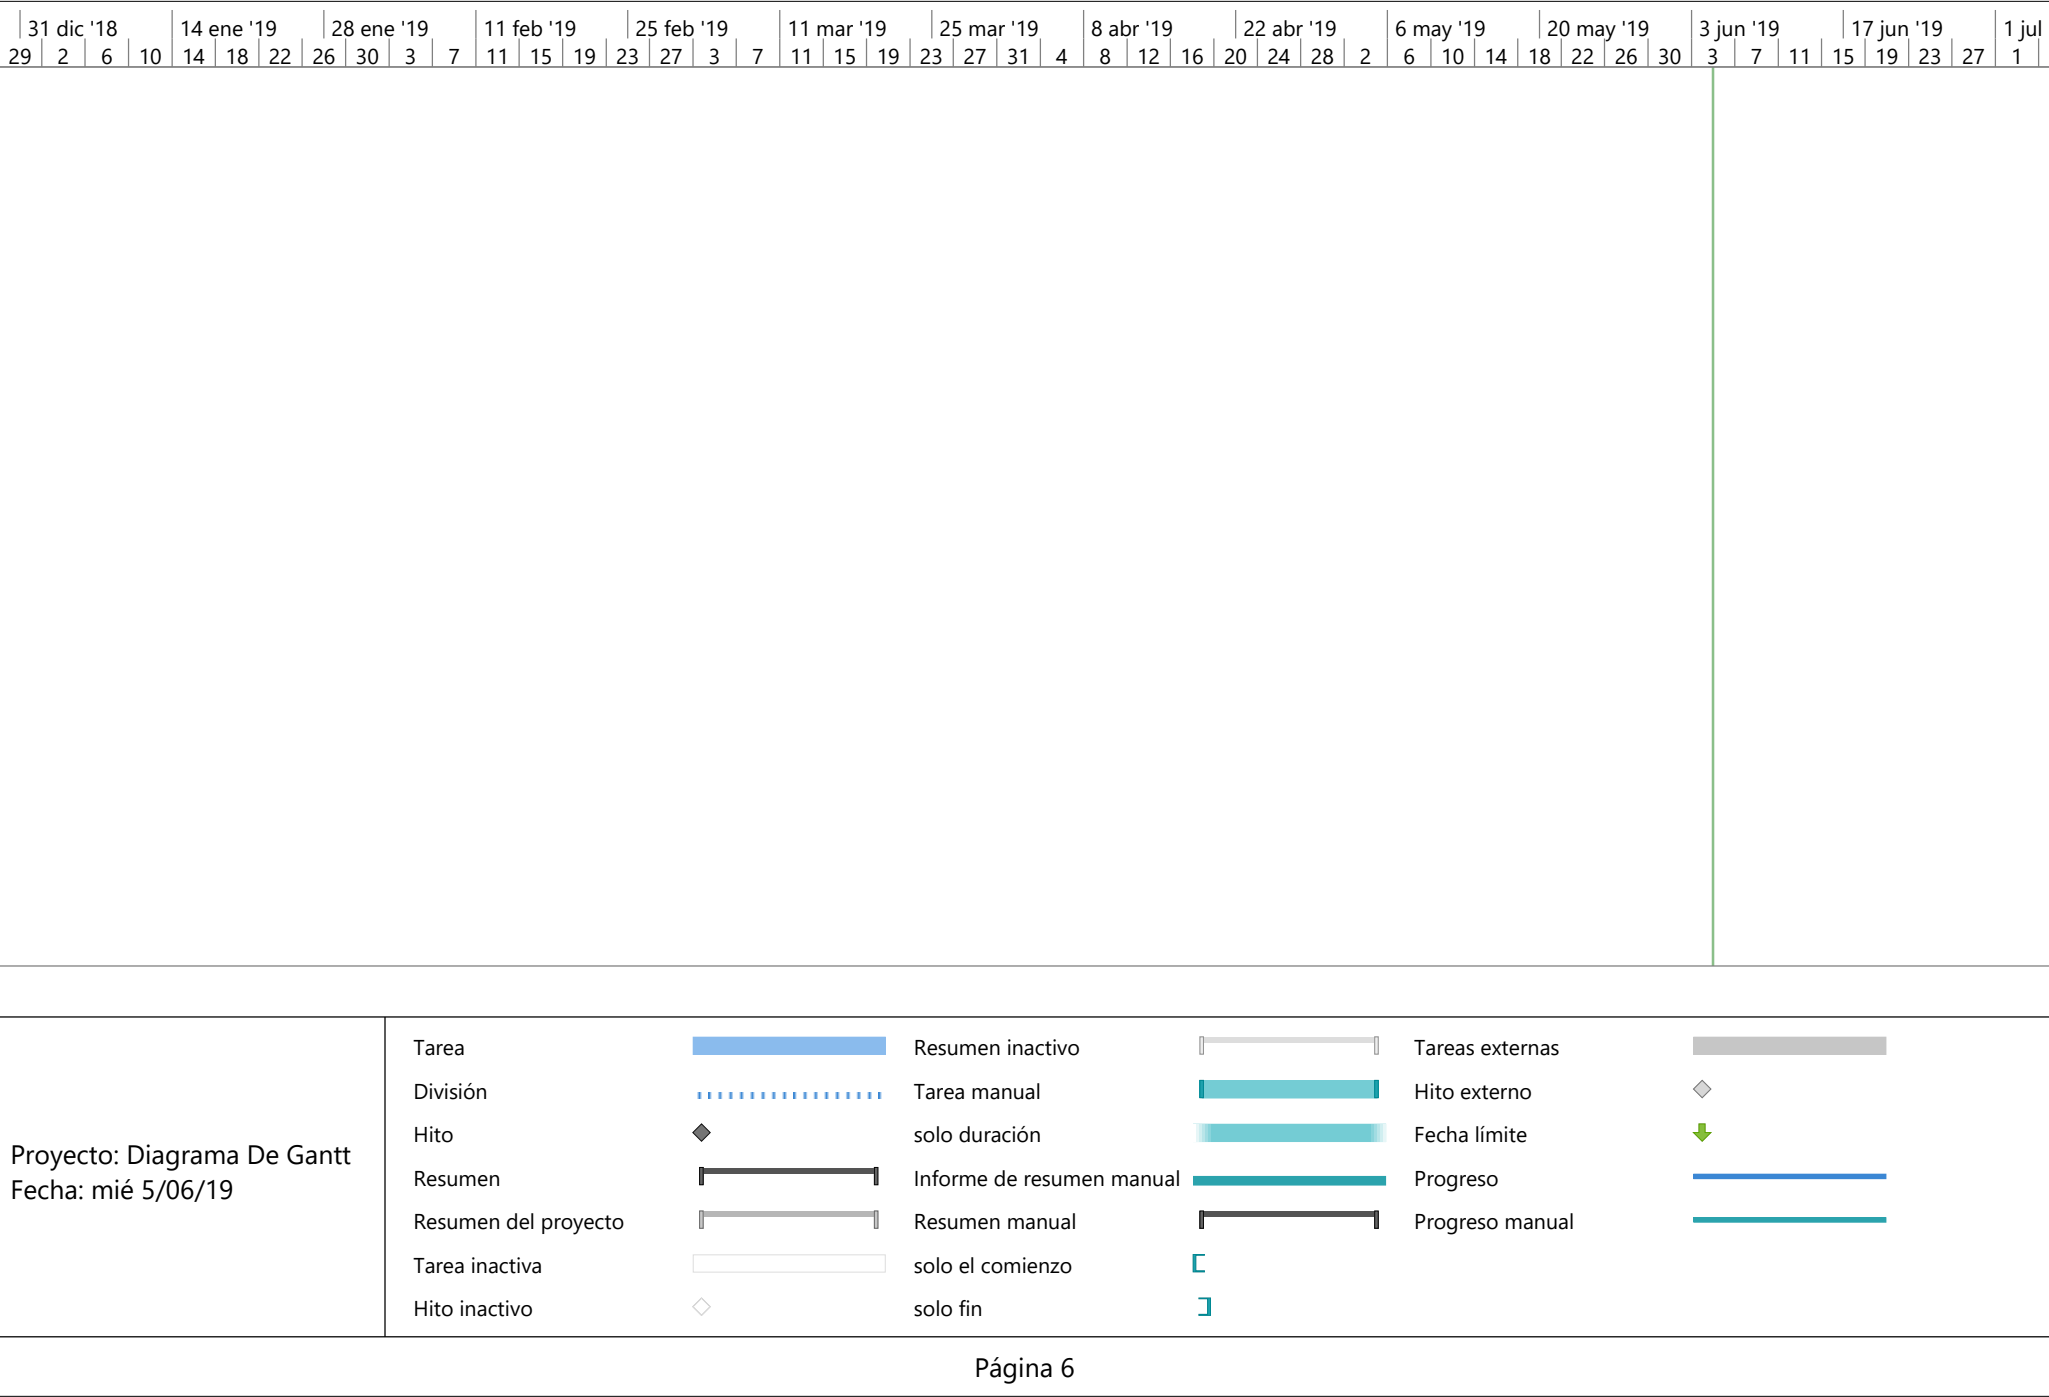 31 dic '18 14 ene '19 28 ene '19 11 feb '19 25 feb '19 11 mar '19 25 mar '19 8 abr '19 22 abr '19 6 may '19 20 may '19 3 jun '19 17 jun '19 1 jul
29 2 6 10 14 18 22 26 30 3 7 11 15 19 23 27 3 7 11 15 19 23 27 31 4 8 12 16 20 24 28 2 6 10 14 18 22 26 30 3 7 11 15 19 23 27 1
Proyecto: Diagrama De Gantt
Fecha: mié 5/06/19
Tarea
División
Hito
Resumen
Resumen del proyecto
Tarea inactiva
Hito inactivo
Resumen inactivo
Tarea manual
solo duración
Informe de resumen manual
Resumen manual
solo el comienzo
solo fin
Tareas externas
Hito externo
Fecha límite
Progreso
Progreso manual
Página 6